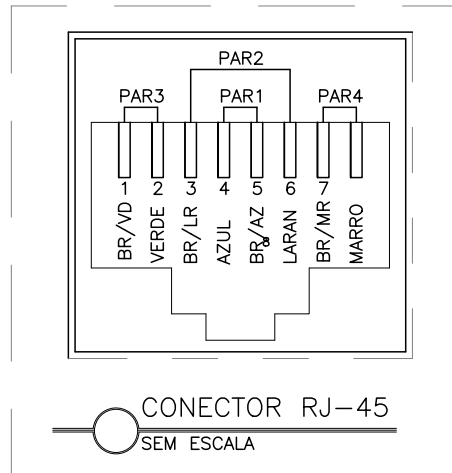 PAR2
PAR3 PAR1 PAR4
1 2 3 4 5 6 7
8
BR/VD
VERDE
BR/LR
AZUL
BR/AZ
LARAN
BR/MR
MARRO
CONECTOR RJ-45
SEM ESCALA